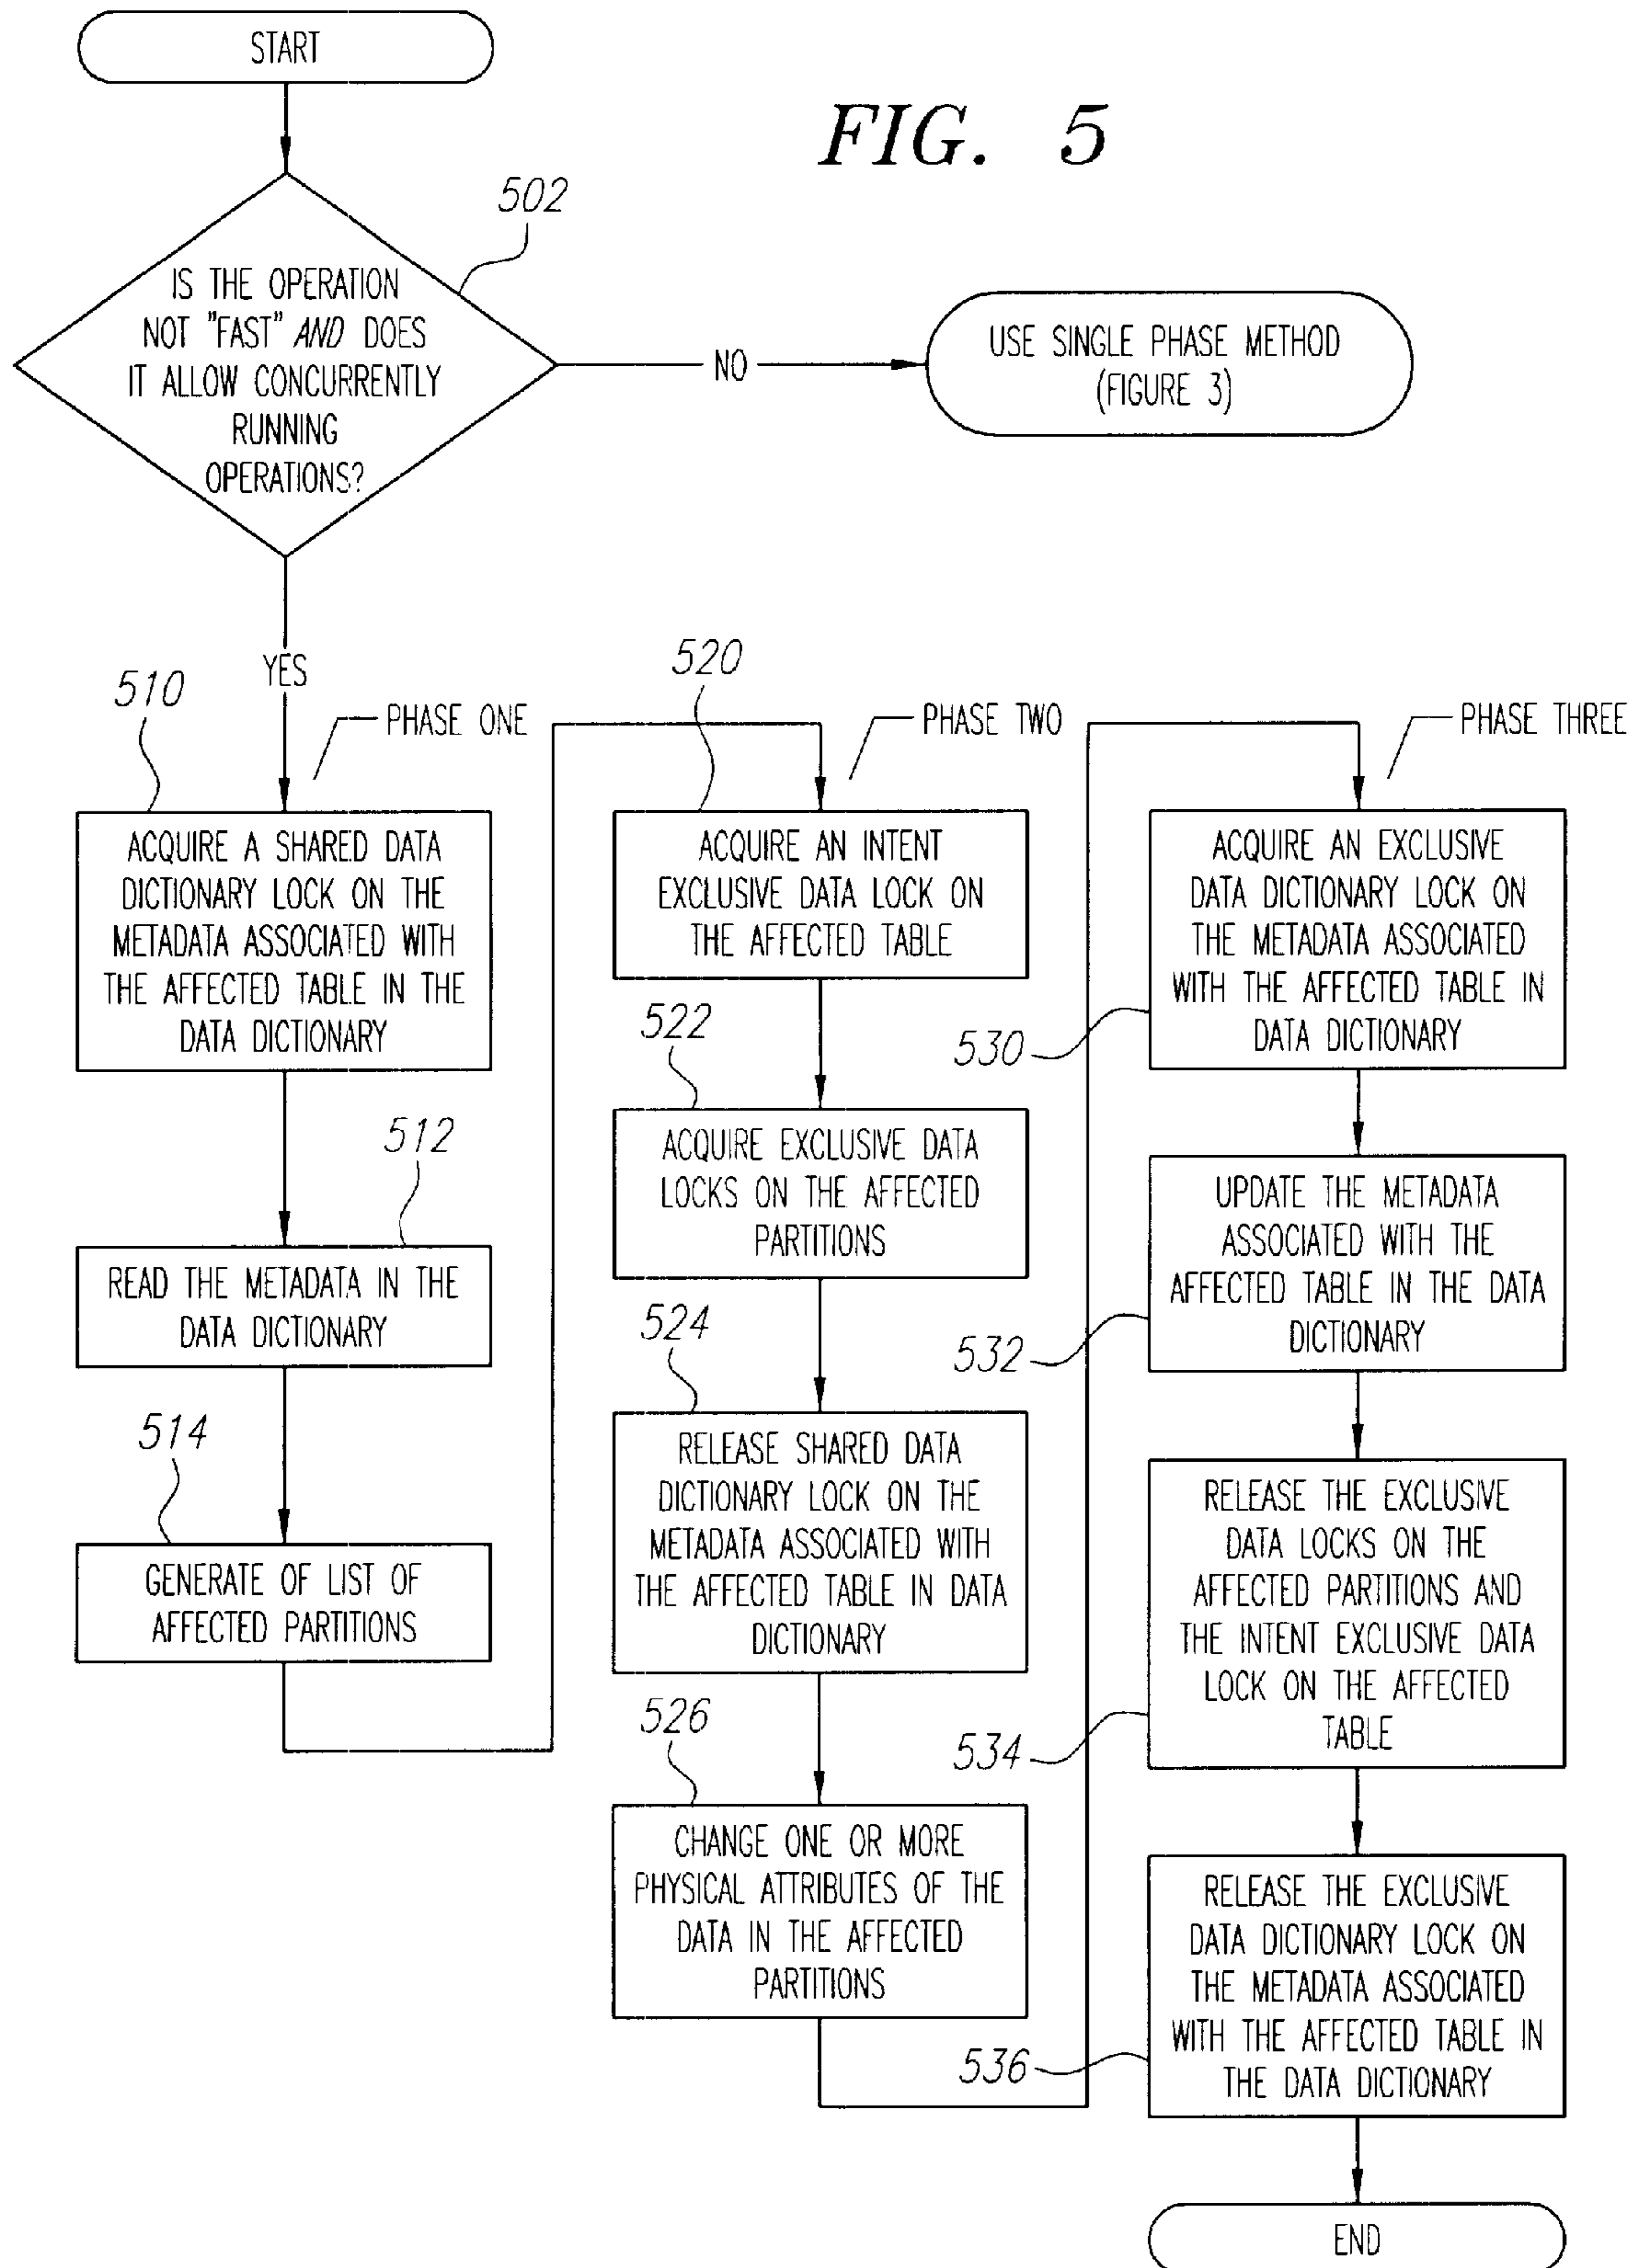 START
FIG. 5
502
IS THE OPERATION
NOT "FAST" AND DOES
IT ALLOW CONCURRENTLY
RUNNING
OPERATIONS?
NO
USE SINGLE PHASE METHOD
(FIGURE 3)
YES
510
PHASE ONE
ACQUIRE A SHARED DATA
DICTIONARY LOCK ON THE
METADATA ASSOCIATED WITH
THE AFFECTED TABLE IN THE
DATA DICTIONARY
512
READ THE METADATA IN THE
DATA DICTIONARY
514
GENERATE OF LIST OF
AFFECTED PARTITIONS
520
PHASE TWO
ACQUIRE AN INTENT
EXCLUSIVE DATA LOCK ON
THE AFFECTED TABLE
522
ACQUIRE EXCLUSIVE DATA
LOCKS ON THE AFFECTED
PARTITIONS
524
RELEASE SHARED DATA
DICTIONARY LOCK ON THE
METADATA ASSOCIATED WITH
THE AFFECTED TABLE IN DATA
DICTIONARY
526
CHANGE ONE OR MORE
PHYSICAL ATTRIBUTES OF THE
DATA IN THE AFFECTED
PARTITIONS
PHASE THREE
ACQUIRE AN EXCLUSIVE
DATA DICTIONARY LOCK ON
THE METADATA ASSOCIATED
WITH THE AFFECTED TABLE IN
DATA DICTIONARY
530
UPDATE THE METADATA
ASSOCIATED WITH THE
AFFECTED TABLE IN THE DATA
DICTIONARY
532
RELEASE THE EXCLUSIVE
DATA LOCKS ON THE
AFFECTED PARTITIONS AND
THE INTENT EXCLUSIVE DATA
LOCK ON THE AFFECTED
TABLE
534
RELEASE THE EXCLUSIVE
DATA DICTIONARY LOCK ON
THE METADATA ASSOCIATED
WITH THE AFFECTED TABLE IN
THE DATA DICTIONARY
536
END